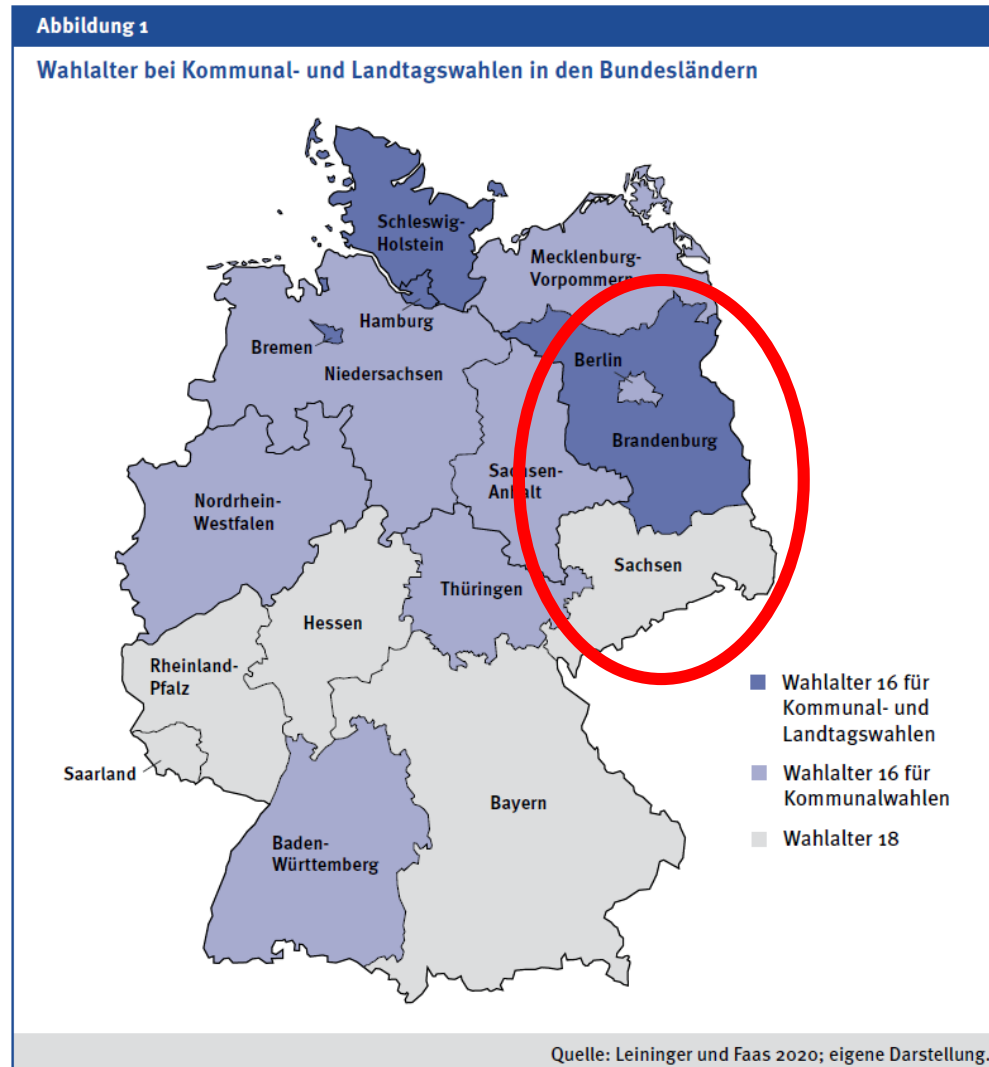 Abbildung 1
Wahlalter bei Kommunal- und Landtagswahlen in den Bundesländern
Schleswig-
Holstein
Mecklenburg-
Vorpommern
Hamburg
Bremen
Niedersachsen
Berlin
Brandenburg
Sachsen-
Anhalt
Nordrhein-
Westfalen
Sachsen
Thüringen
Hessen
Rheinland-
Pfalz
Saarland
Bayern
Baden-
Württemberg
Wahlalter 16 für
Kommunal- und
Landtagswahlen
Wahlalter 16 für
Kommunalwahlen
Wahlalter 18
Quelle: Leininger und Faas 2020; eigene Darstellung.